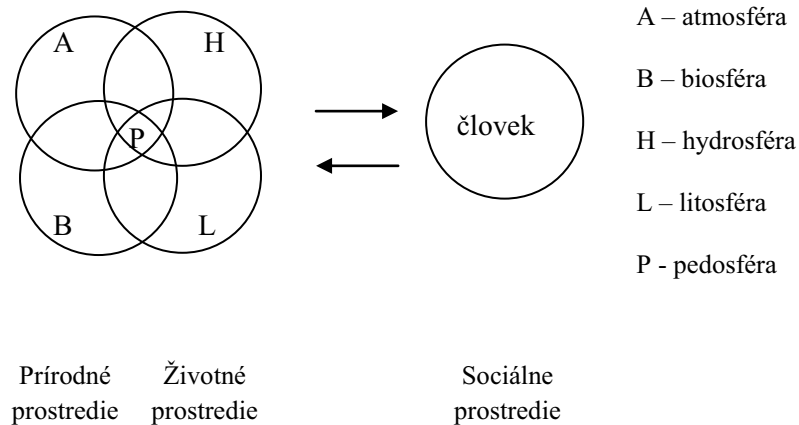 A
H
P
B
L
človek
A – atmosféra
B – biosféra
H – hydrosféra
L – litosféra
P - pedosféra
Prírodné prostredie
Životné prostredie
Sociálne prostredie